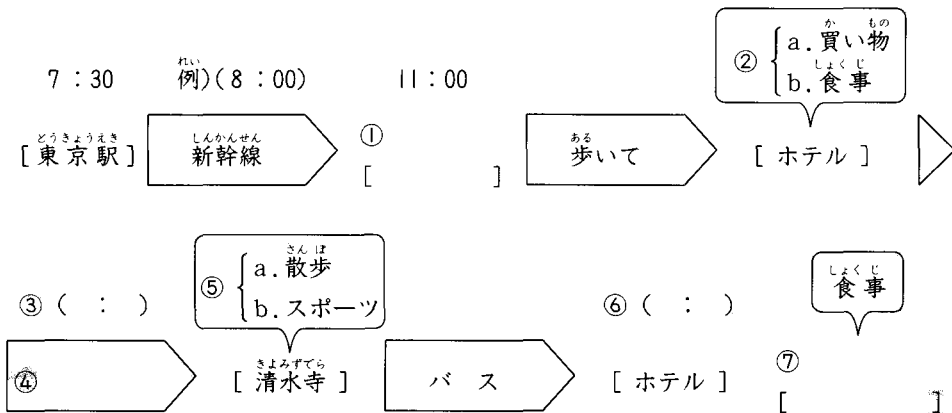 ② { a. 買い物
b. 食事
7：30 例)(8：00) 11：00
[東京駅] 新幹線 ① [ ] 歩いて [ ホテル ]
⑤ { a. 散歩
b. スポーツ
食事
③ ( ： ) ⑥ ( ： )
④ [ 清水寺 ] バス [ ホテル ] ⑦ [ ]